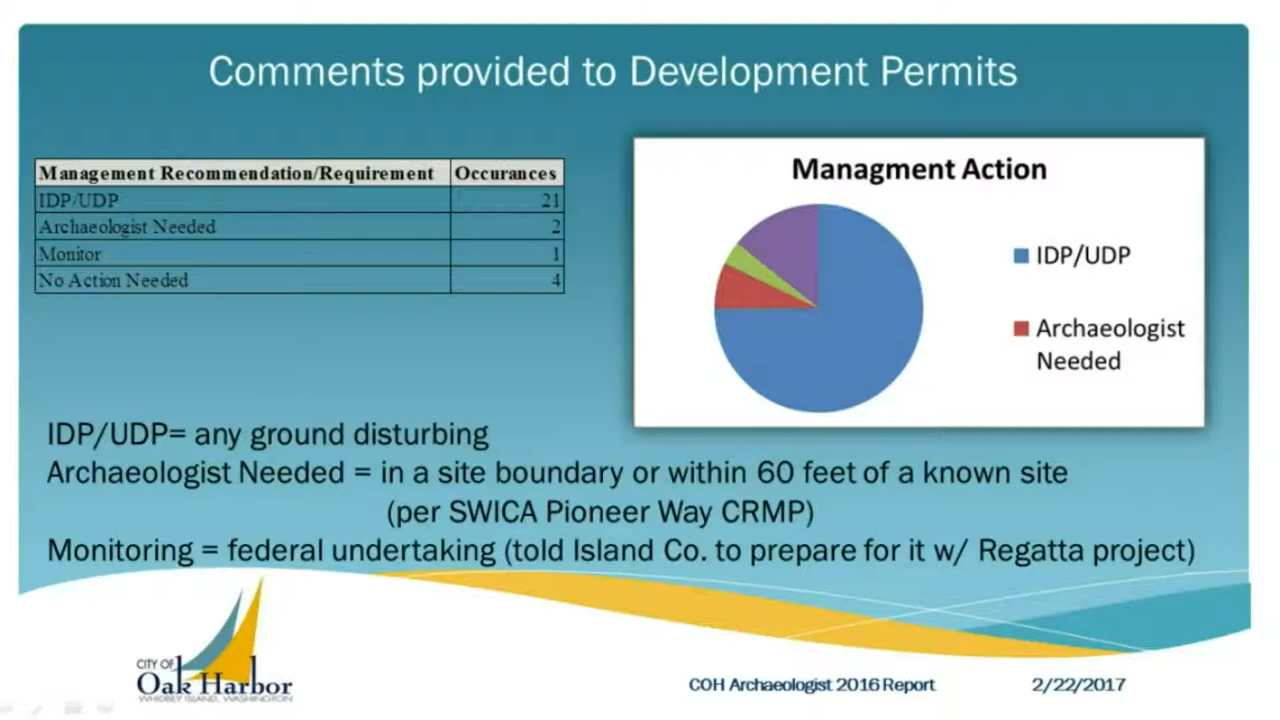 Comments provided to Development Permits
Management Recommendation/Requirement Occurances
IDP/UDP 21
Archaeologist Needed 2
Monitor 1
No Action Needed 4
Managment Action
IDP/UDP
Archaeologist
Needed
IDP/UDP= any ground disturbing
Archaeologist Needed = in a site boundary or within 60 feet of a known site
(per SWICA Pioneer Way CRMP)
Monitoring = federal undertaking (told Island Co. to prepare for it w/ Regatta project)
CITY OF
Oak Harbor
WHIDBEY ISLAND, WASHINGTON
COH Archaeologist 2016 Report 2/22/2017